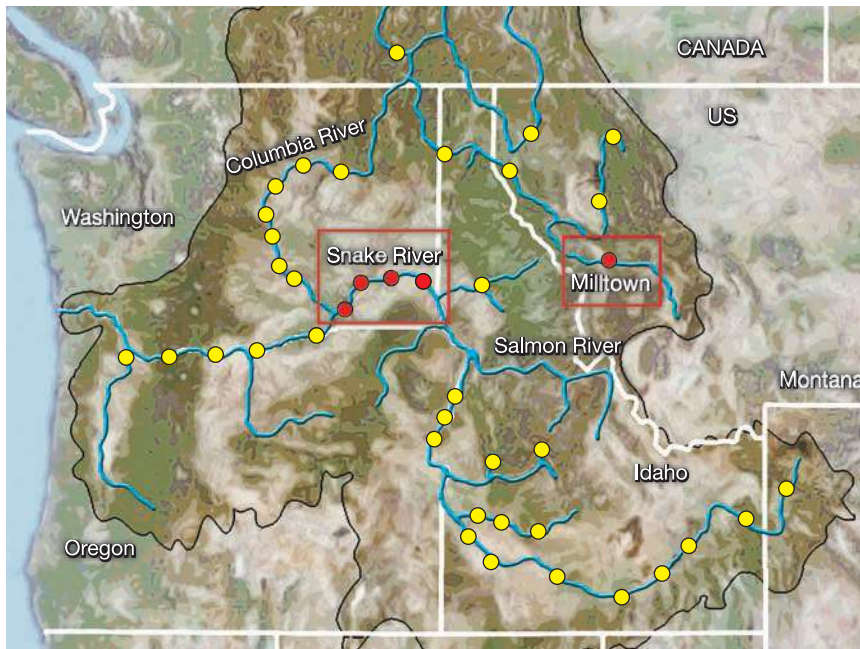 CANADA
US
Columbia River
Washington
Snake River
Milltown
Salmon River
Montana
Idaho
Oregon